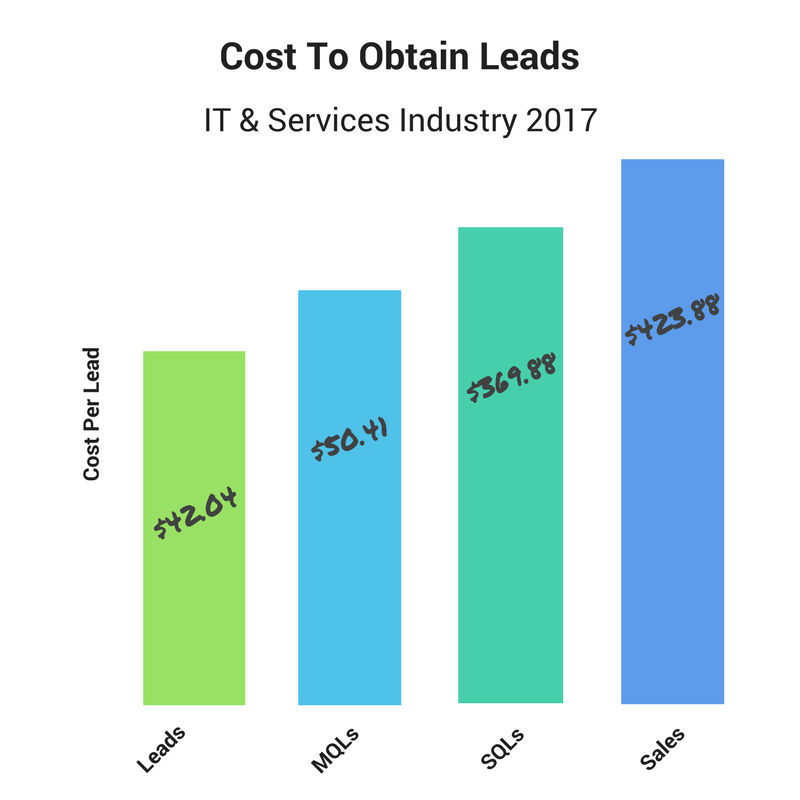 Cost To Obtain Leads
IT & Services Industry 2017
Cost Per Lead
$42.04
$50.41
$369.88
$423.88
Leads
MQLs
SQLs
Sales